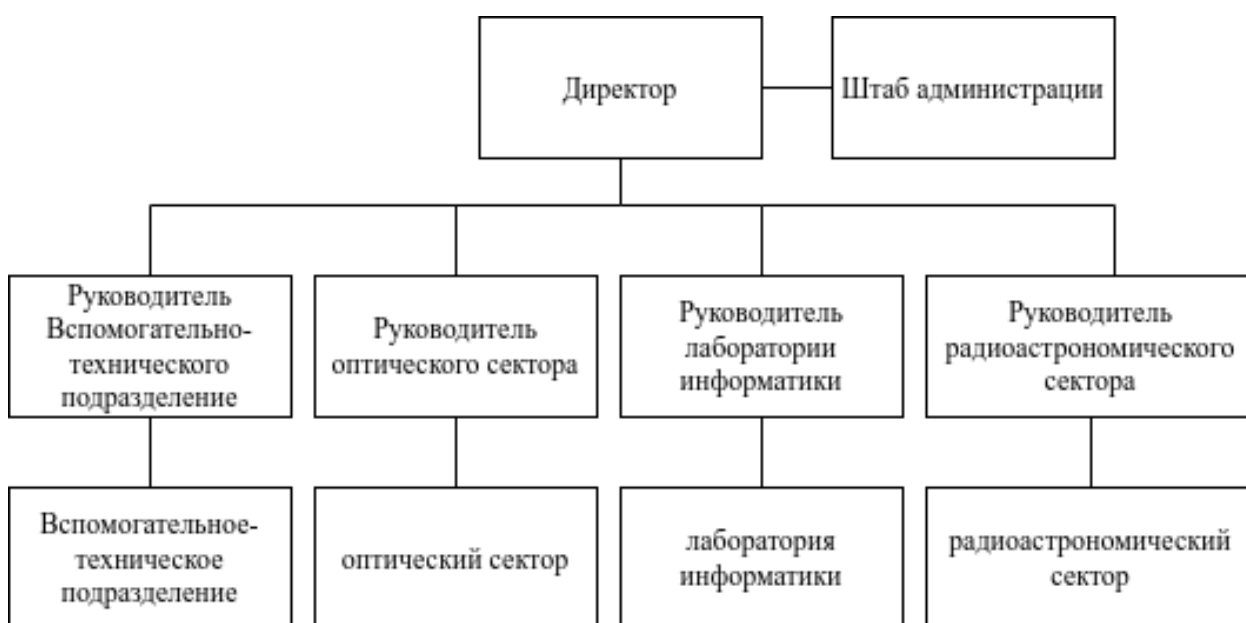 Директор
Штаб администрации
Руководитель
Вспомогательно-
технического
подразделение
Руководитель
оптического сектора
Руководитель
лаборатории
информатики
Руководитель
радиоастрономического
сектора
Вспомогательное-
техническое
подразделение
оптический сектор
лаборатория
информатики
радиоастрономический
сектор